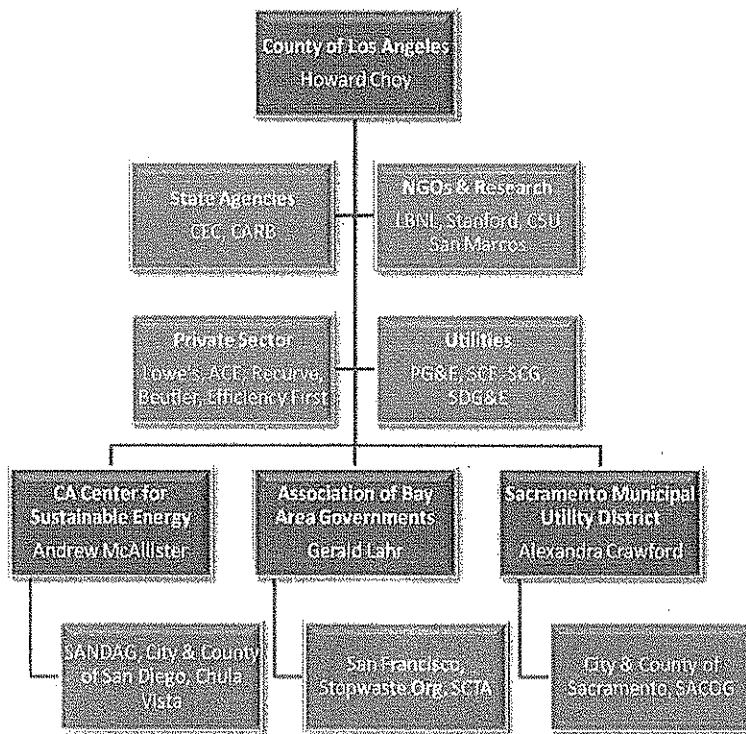 County of Los Angeles
Howard Choy
State Agencies
CEC, CARB
NGOs & Research
LBNL, Stanford, CSU
San Marcos
Private Sector
Lowe's, ACE, Recurve,
Beutler, Efficiency First
Utilities
PG&E, SCE, SCG,
SDG&E
CA Center for
Sustainable Energy
Andrew McAllister
Association of Bay
Area Governments
Gerald Lahr
Sacramento Municipal
Utility District
Alexandra Crawford
SANDAG, City & County
of San Diego, Chula
Vista
San Francisco
Stopwaste.Org, SCTA
City & County of
Sacramento, SACOG